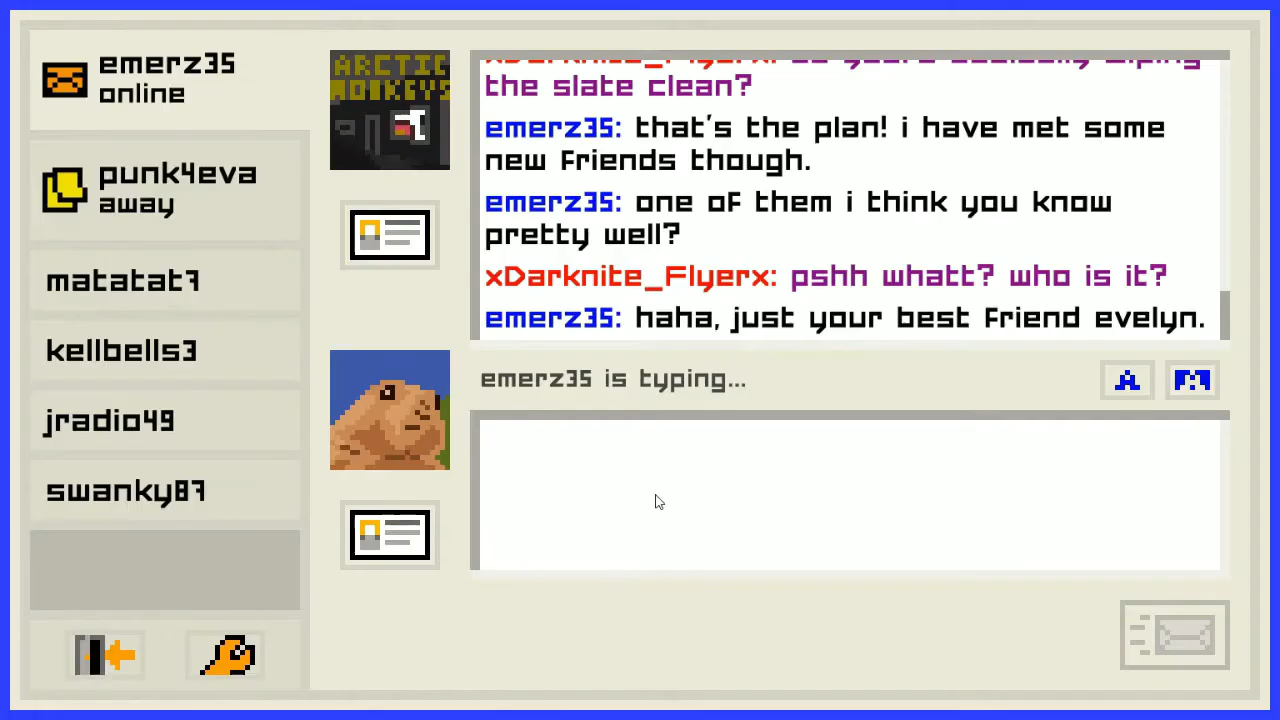 emerz35
online
punk4eva
away
matatat7
kellbells3
jradio49
swanky87
ARCTIC
MONKEYS
the slate clean?
emerz35: that's the plan! i have met some
new friends though.
emerz35: one of them i think you know
pretty well?
xDarknite_Flyerx: pshh whatt? who is it?
emerz35: haha, just your best friend evelyn.
emerz35 is typing...
A